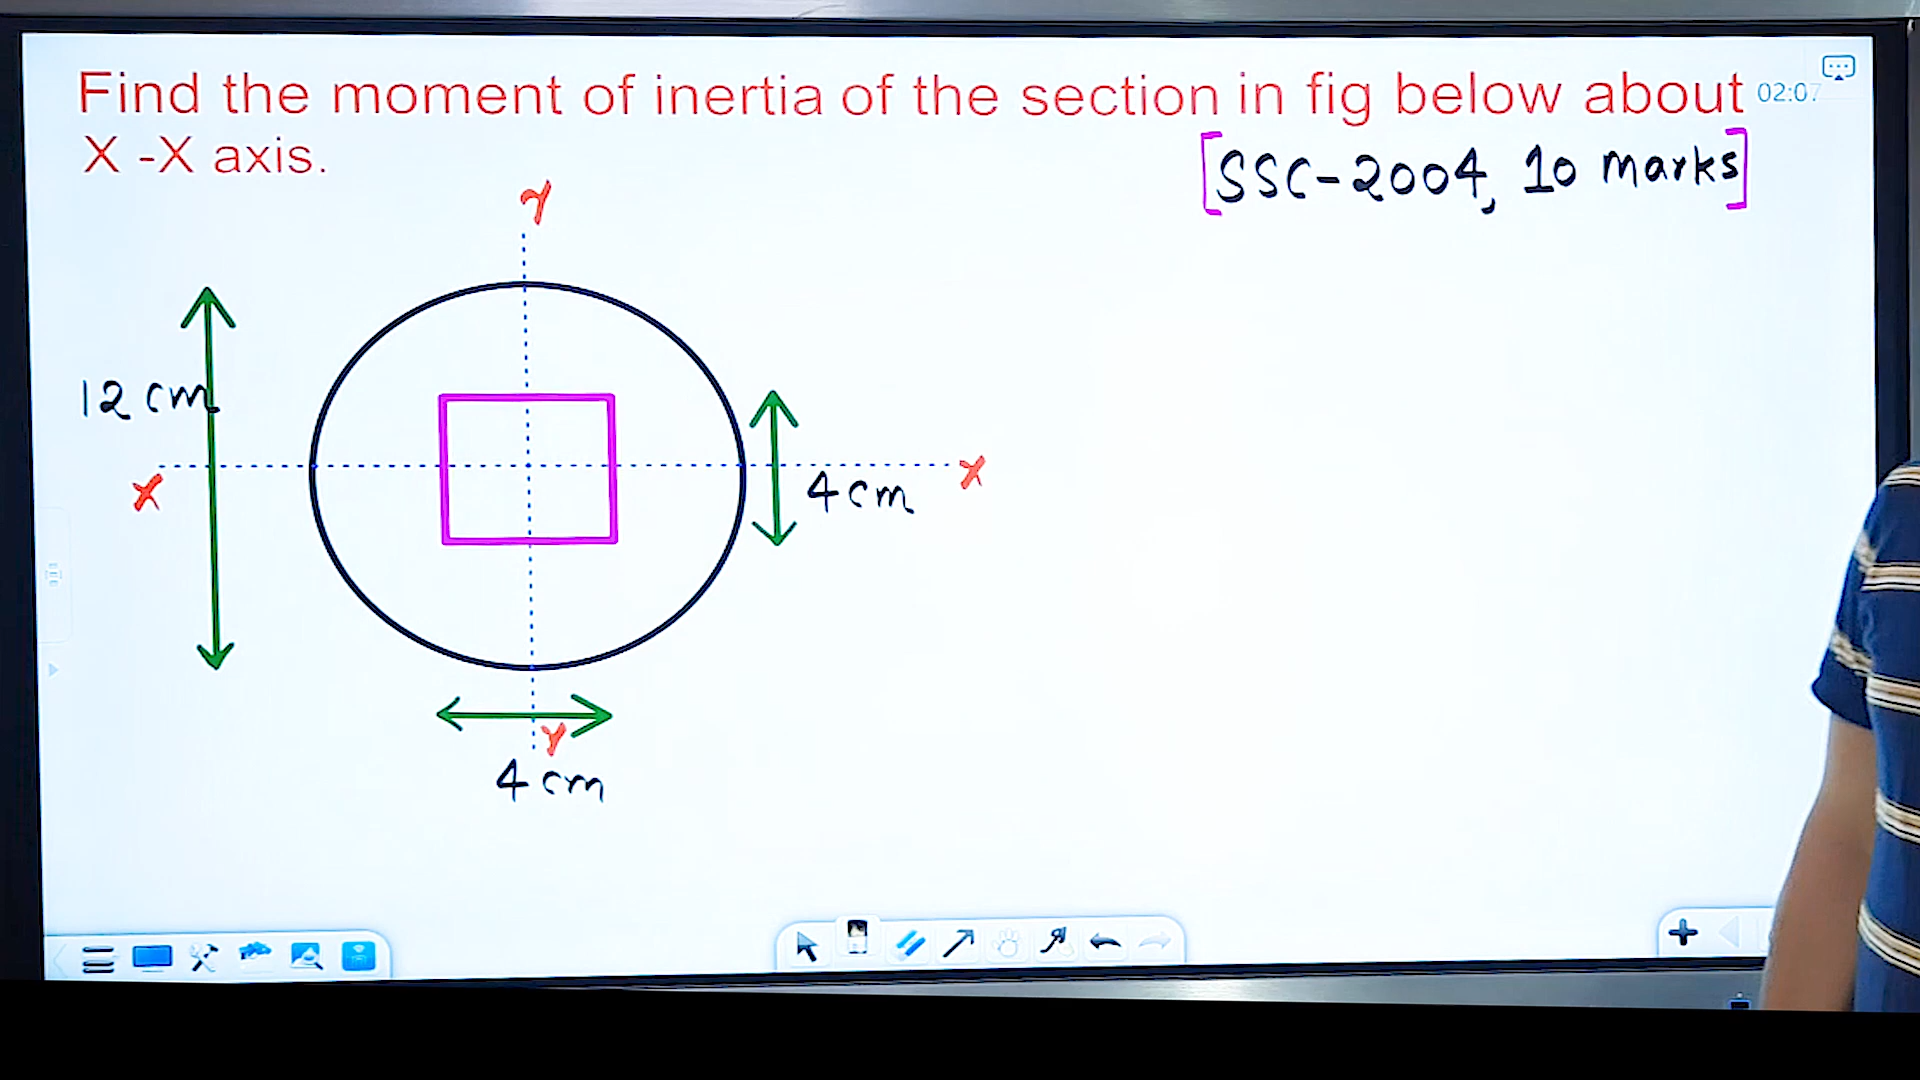 Find the moment of inertia of the section in fig below about
02:07
X -X axis.
[SSC-2004, 10 marks]
Y
12 cm
X
X
4 cm
Y
4 cm